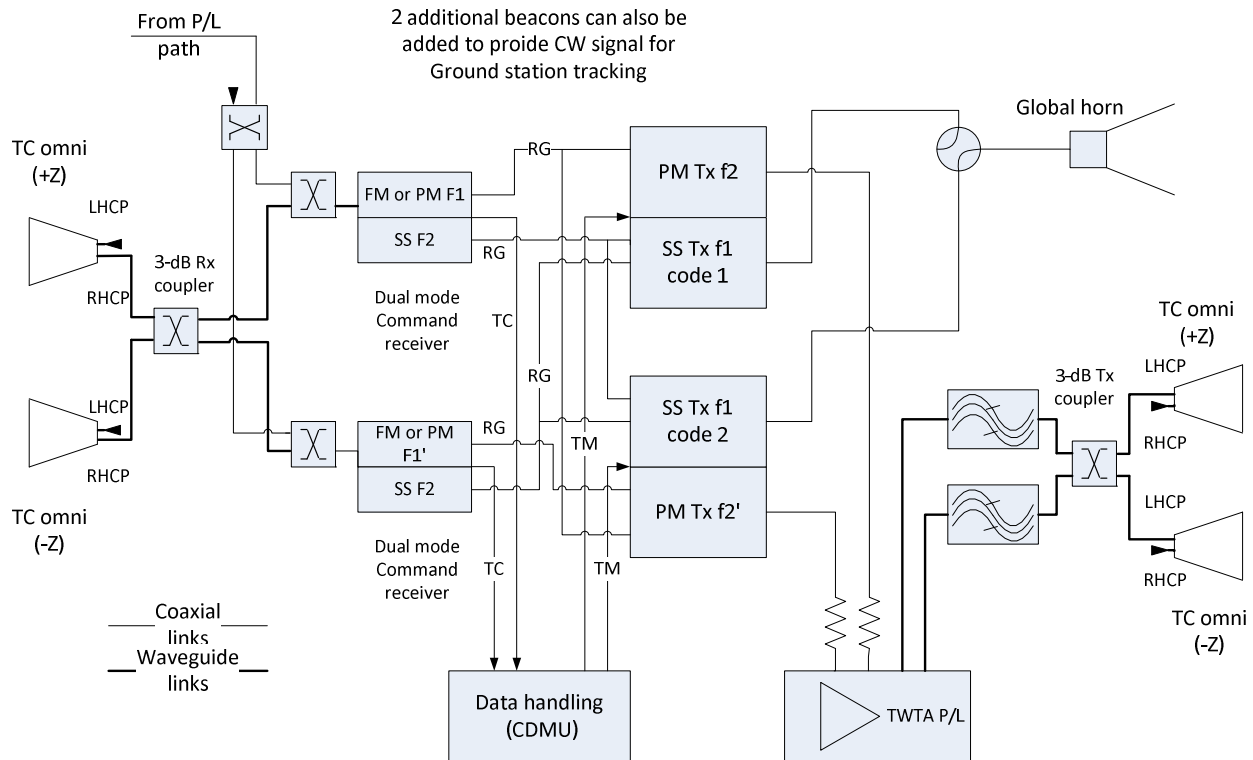 From P/L
path
2 additional beacons can also be
added to proide CW signal for
Ground station tracking
Global horn
TC omni
(+Z)
LHCP
RHCP
3-dB Rx
coupler
LHCP
RHCP
TC omni
(-Z)
FM or PM F1
SS F2
Dual mode
Command
receiver
FM or PM
F1'
SS F2
Dual mode
Command
receiver
RG
RG
TC
RG
RG
TM
TC
TM
PM Tx f2
SS Tx f1
code 1
SS Tx f1
code 2
PM Tx f2'
3-dB Tx
coupler
TC omni
(+Z)
LHCP
RHCP
LHCP
RHCP
TC omni
(-Z)
Coaxial
links
Waveguide
links
Data handling
(CDMU)
TWTA P/L